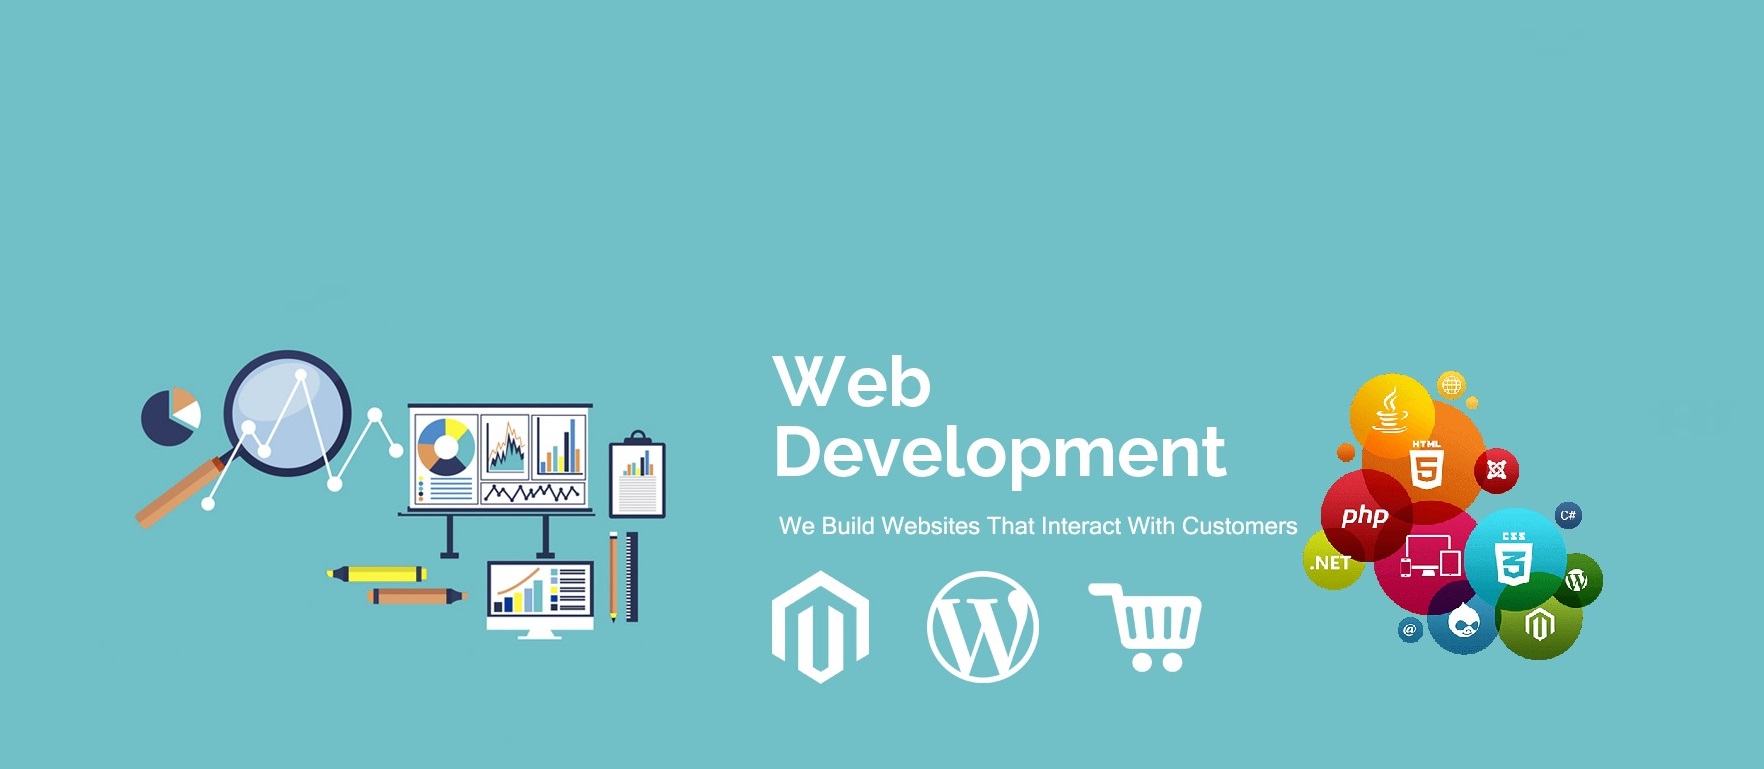 Web
Development
We Build Websites That Interact With Customers
HTML
5
php
.NET
CSS
3
C#
@